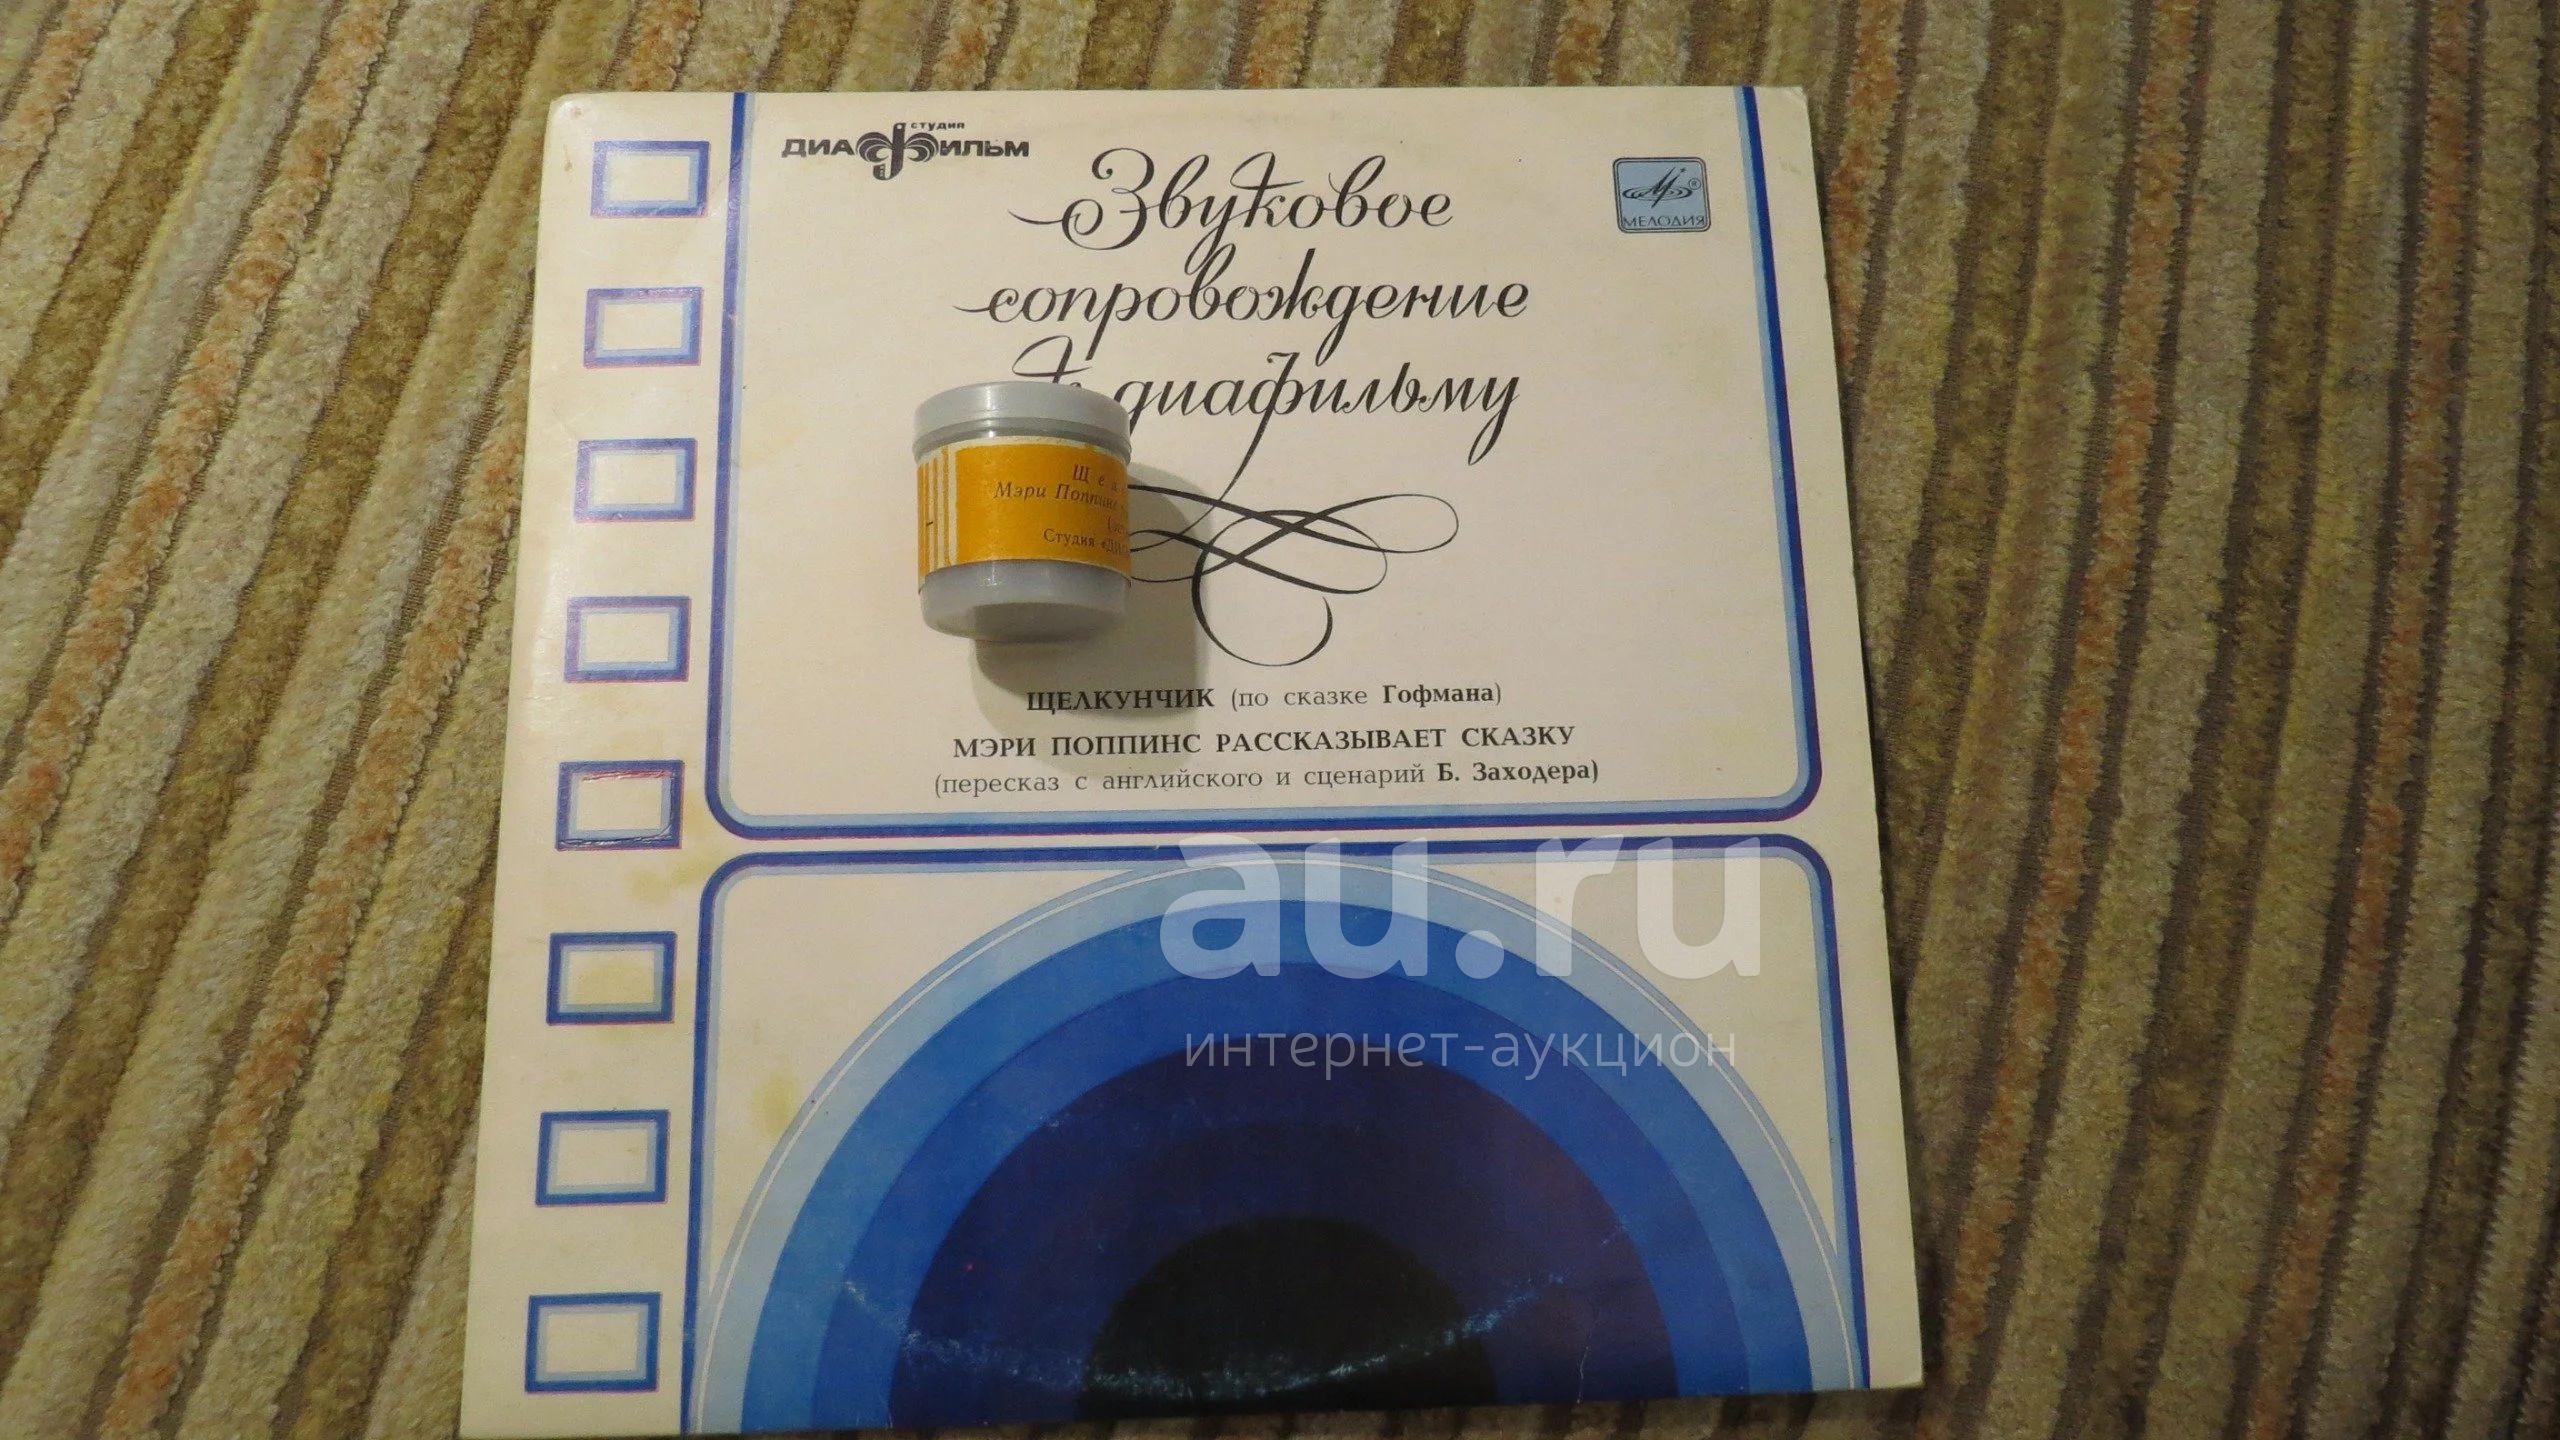 студия
ДИАФИЛЬМ
Звуковое
сопровождение
к диафильму
МЕЛОДИЯ
Мэри Поппинс
Студия
ЩЕЛКУНЧИК (по сказке Гофмана)
МЭРИ ПОППИНС РАССКАЗЫВАЕТ СКАЗКУ
(пересказ с английского и сценарий Б. Заходера)
au.ru
интернет-аукцион